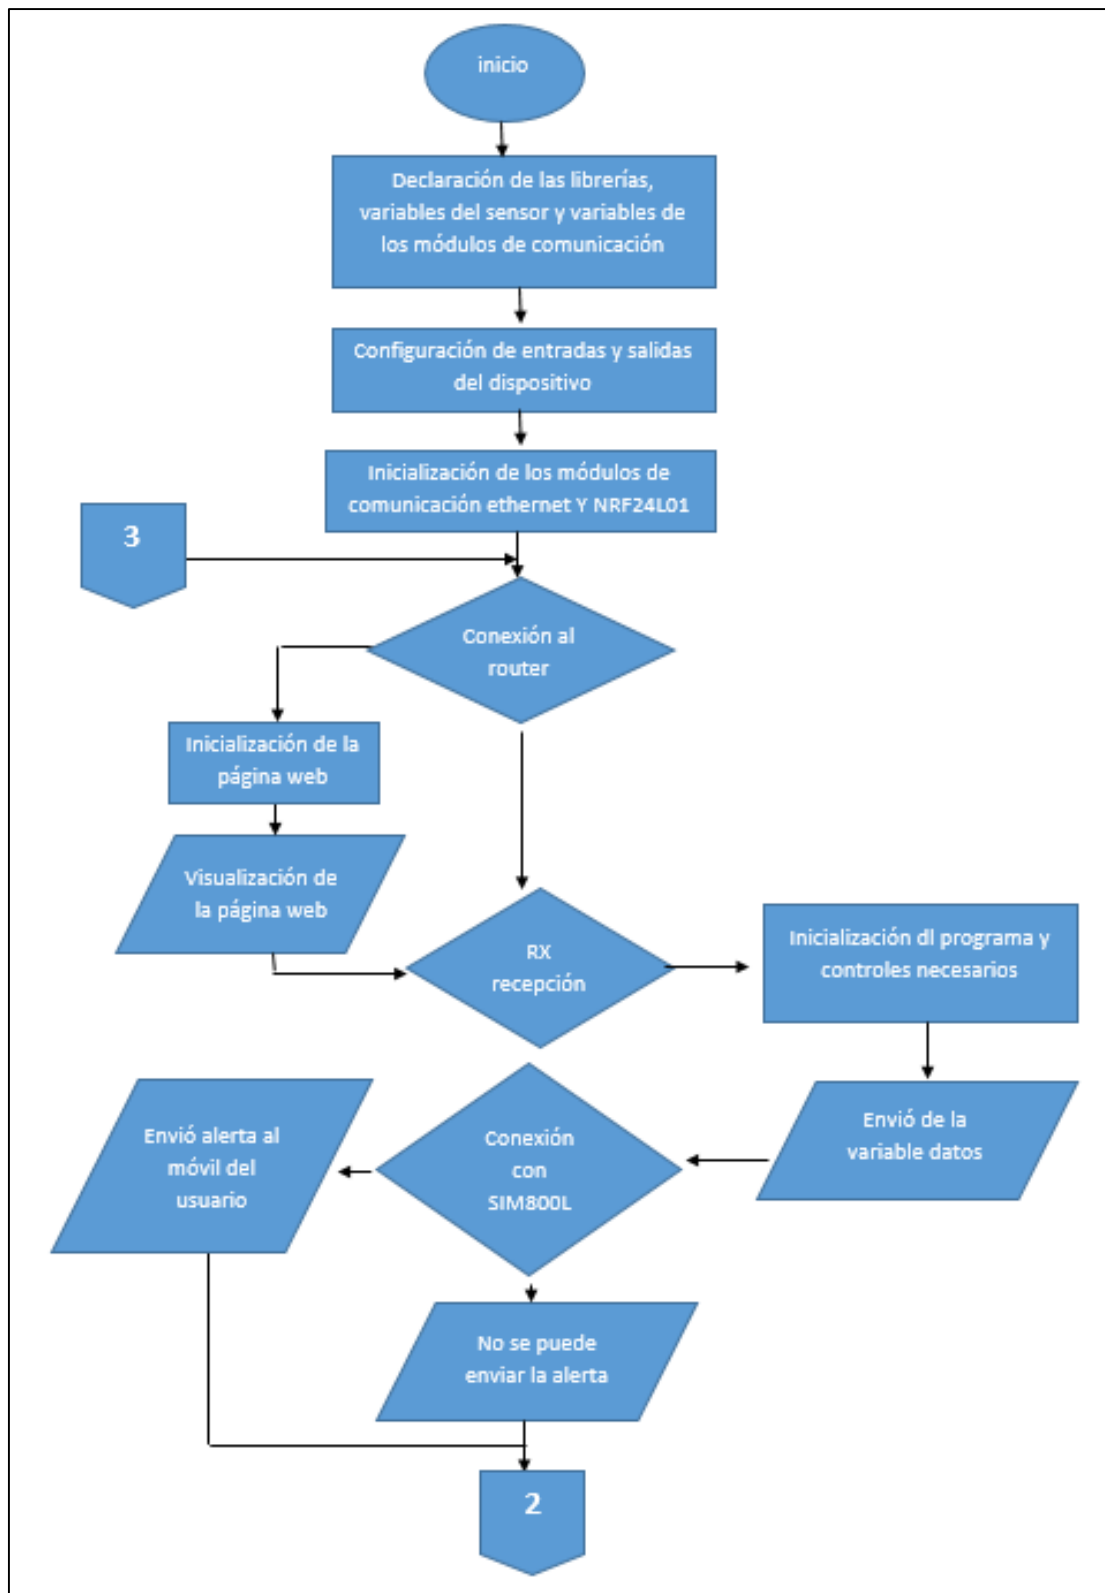 inicio
Declaración de las librerías,
variables del sensor y variables de
los módulos de comunicación
Configuración de entradas y salidas
del dispositivo
Inicialización de los módulos de
comunicación ethernet Y NRF24L01
3
Conexión al
router
Inicialización de la
página web
Visualización de
la página web
RX
recepción
Inicialización dl programa y
controles necesarios
Envió de la
variable datos
Conexión
con
SIM800L
Envió alerta al
móvil del
usuario
No se puede
enviar la alerta
2